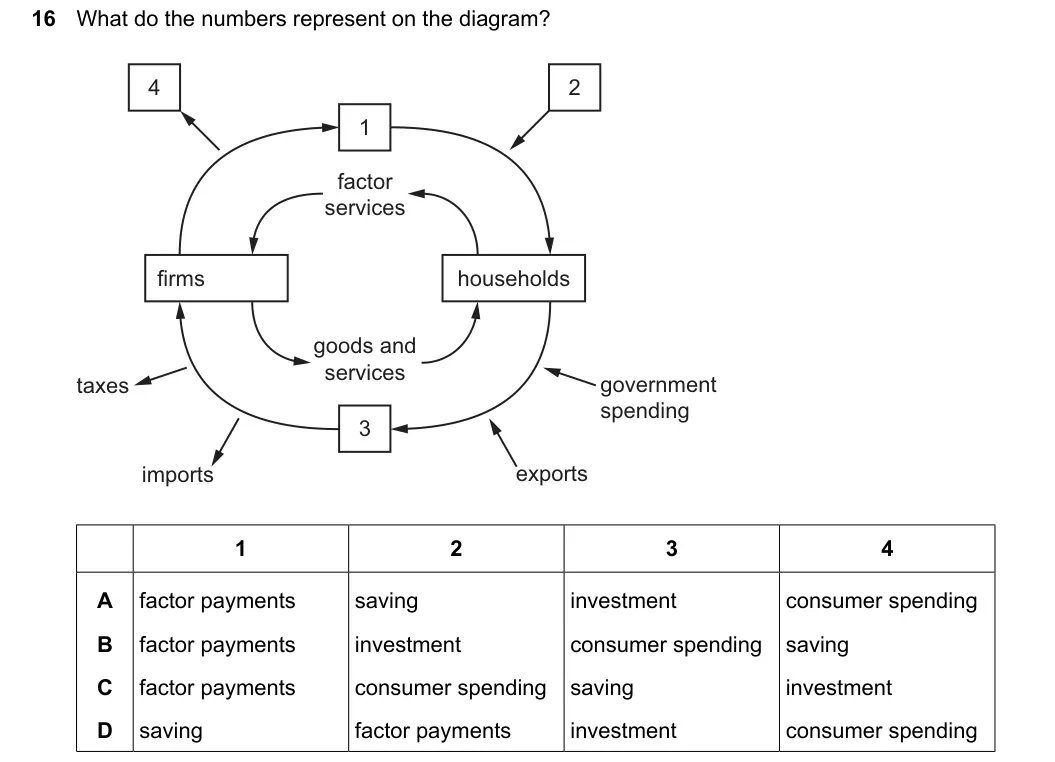 16 What do the numbers represent on the diagram?
4
2
1
factor
services
firms
households
goods and
services
taxes
government
spending
3
imports
exports
1 2 3 4
A factor payments saving investment consumer spending
B factor payments investment consumer spending saving
C factor payments consumer spending saving investment
D saving factor payments investment consumer spending